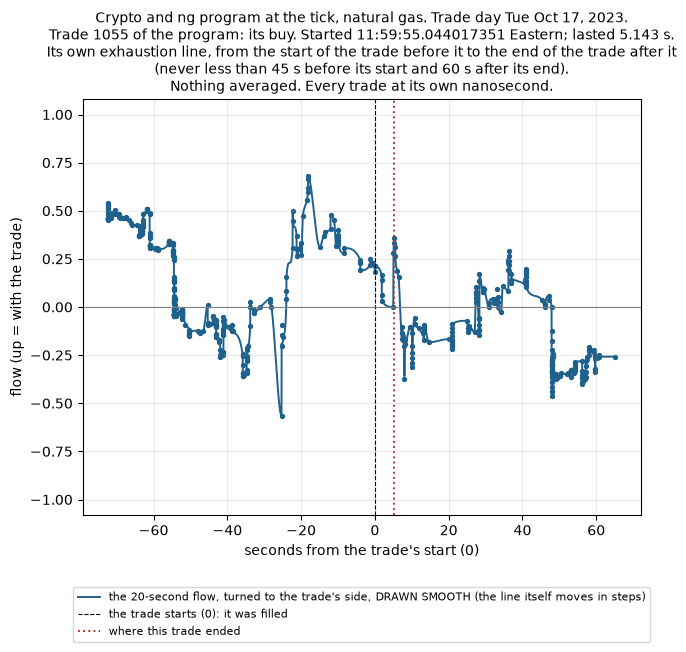 Crypto and ng program at the tick, natural gas. Trade day Tue Oct 17, 2023.
Trade 1055 of the program: its buy. Started 11:59:55.044017351 Eastern; lasted 5.143 s.
Its own exhaustion line, from the start of the trade before it to the end of the trade after it
(never less than 45 s before its start and 60 s after its end).
Nothing averaged. Every trade at its own nanosecond.
1.00
0.75
0.50
0.25
0.00
−0.25
−0.50
−0.75
−1.00
flow (up = with the trade)
−60 −40 −20 0 20 40 60
seconds from the trade's start (0)
the 20-second flow, turned to the trade's side, DRAWN SMOOTH (the line itself moves in steps)
the trade starts (0): it was filled
where this trade ended